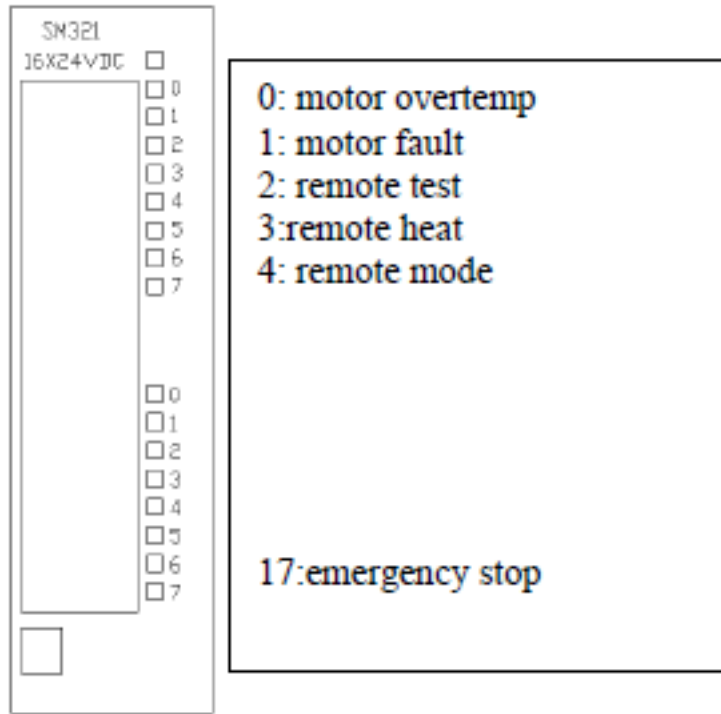 SM321
16X24VDC
0
1
2
3
4
5
6
7
0
1
2
3
4
5
6
7
0: motor overtemp
1: motor fault
2: remote test
3:remote heat
4: remote mode
17:emergency stop